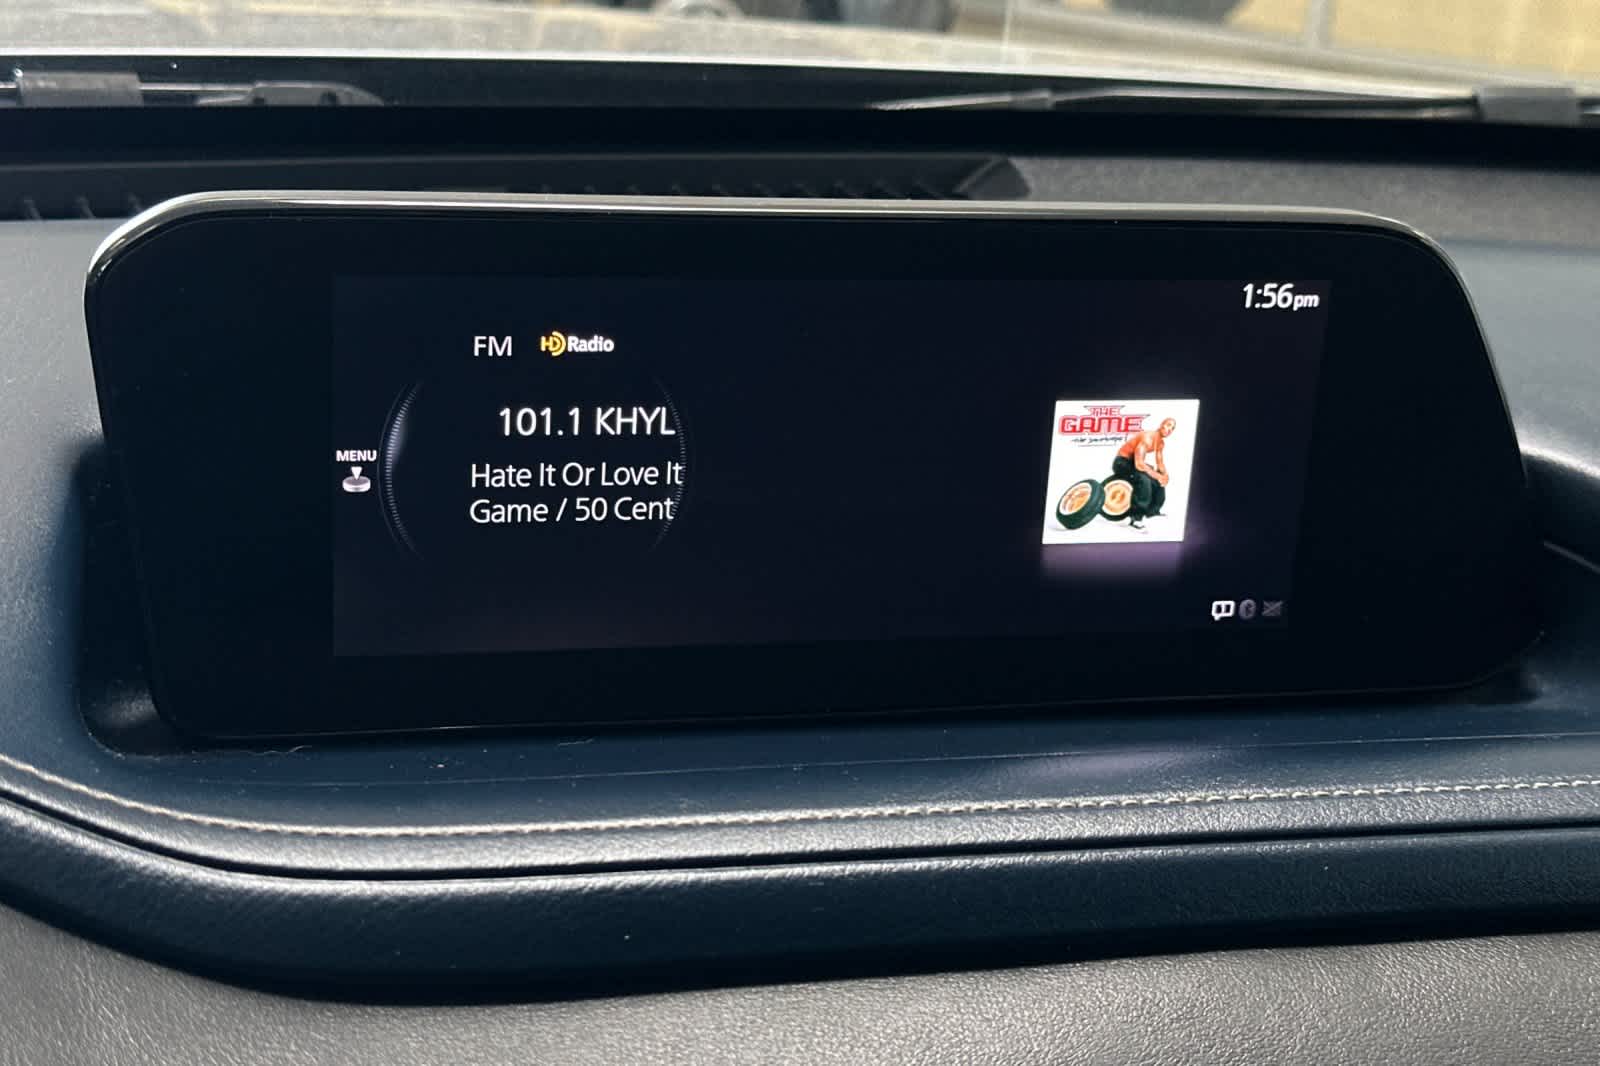 1:56pm
FM HD Radio
101.1 KHYL
MENU
Hate It Or Love It
Game / 50 Cent
THE
GAME